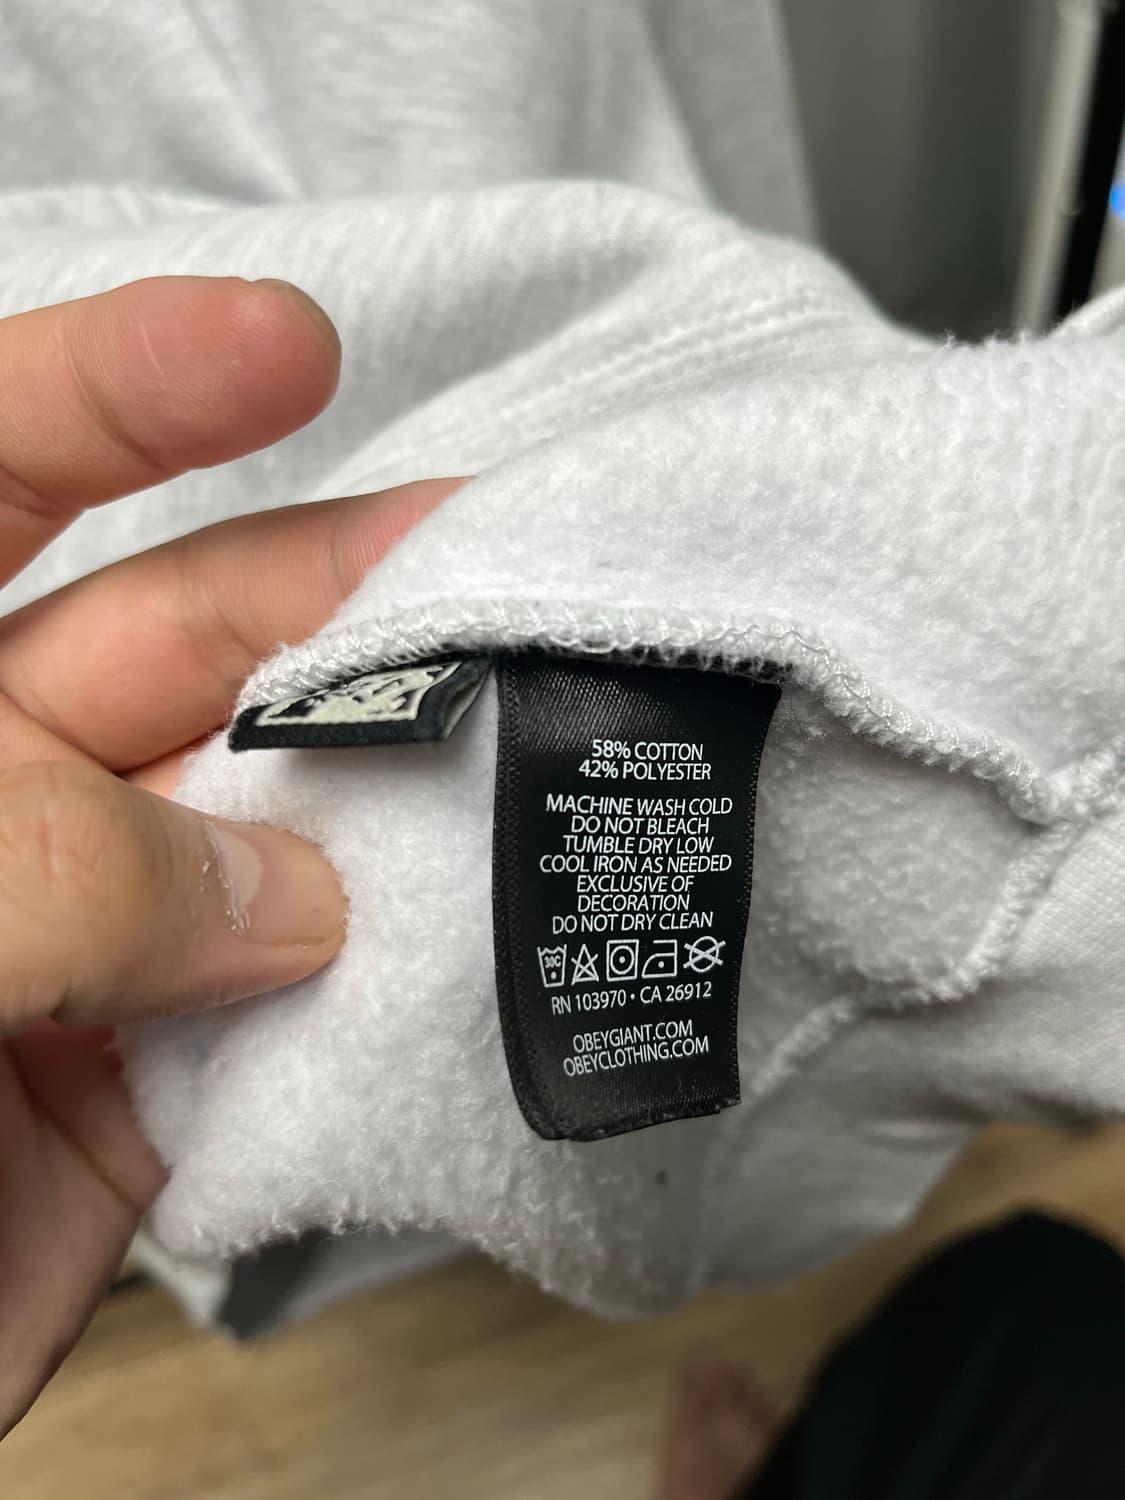 58% COTTON
42% POLYESTER
MACHINE WASH COLD
DO NOT BLEACH
TUMBLE DRY LOW
COOL IRON AS NEEDED
EXCLUSIVE OF
DECORATION
DO NOT DRY CLEAN
30C
RN 103970 • CA 26912
OBEYGIANT.COM
OBEYCLOTHING.COM